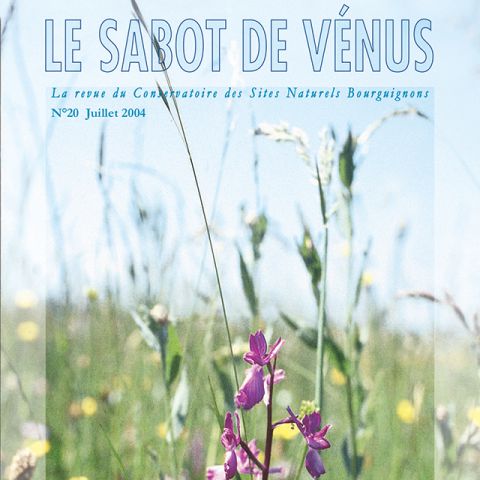 LE SABOT DE VÉNUS
La revue du Conservatoire des Sites Naturels Bourguignons
N°20 Juillet 2004